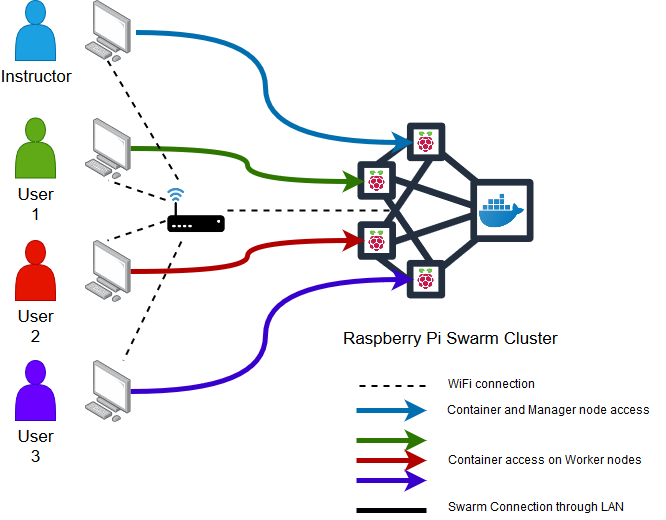 Instructor
User
1
User
2
User
3
Raspberry Pi Swarm Cluster
WiFi connection
Container and Manager node access
Container access on Worker nodes
Swarm Connection through LAN